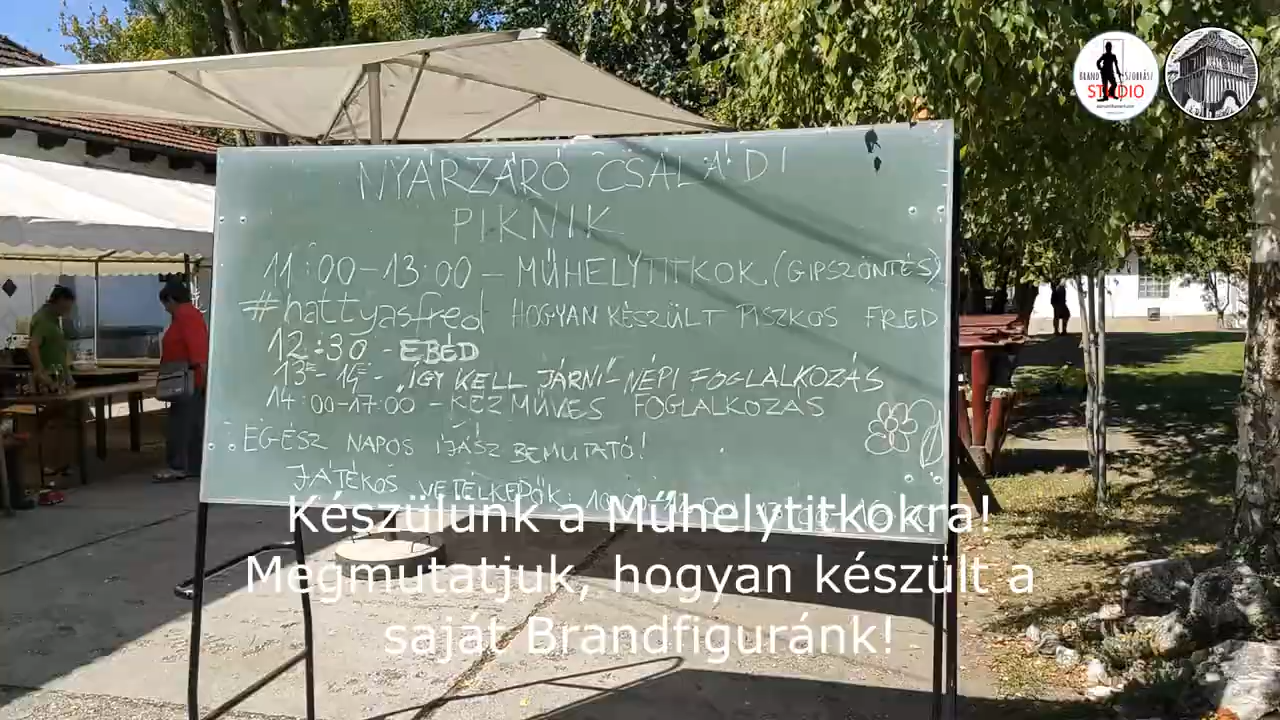 NYÁRZÁRÓ CSALÁDI
PIKNIK
11:00-13:00 - MŰHELYTITKOK (GIPSZÖNTÉS)
#hattyasfred HOGYAN KÉSZÜLT PISZKOS FRED
12:30 - EBÉD
13- 14- „ÍGY KELL JÁRNI" - NÉPI FOGLALKOZÁS
14:00-17:00 - KÉZMŰVES FOGLALKOZÁS
EGÉSZ NAPOS ÍJÁSZ BEMUTATÓ!
JÁTÉKOS VETÉLKEDŐK:
Készülünk a Műhelytitkokra!
Megmutatjuk, hogyan készült a
saját Brandfiguránk!
BRAND SZOBRÁSZ
STUDIO